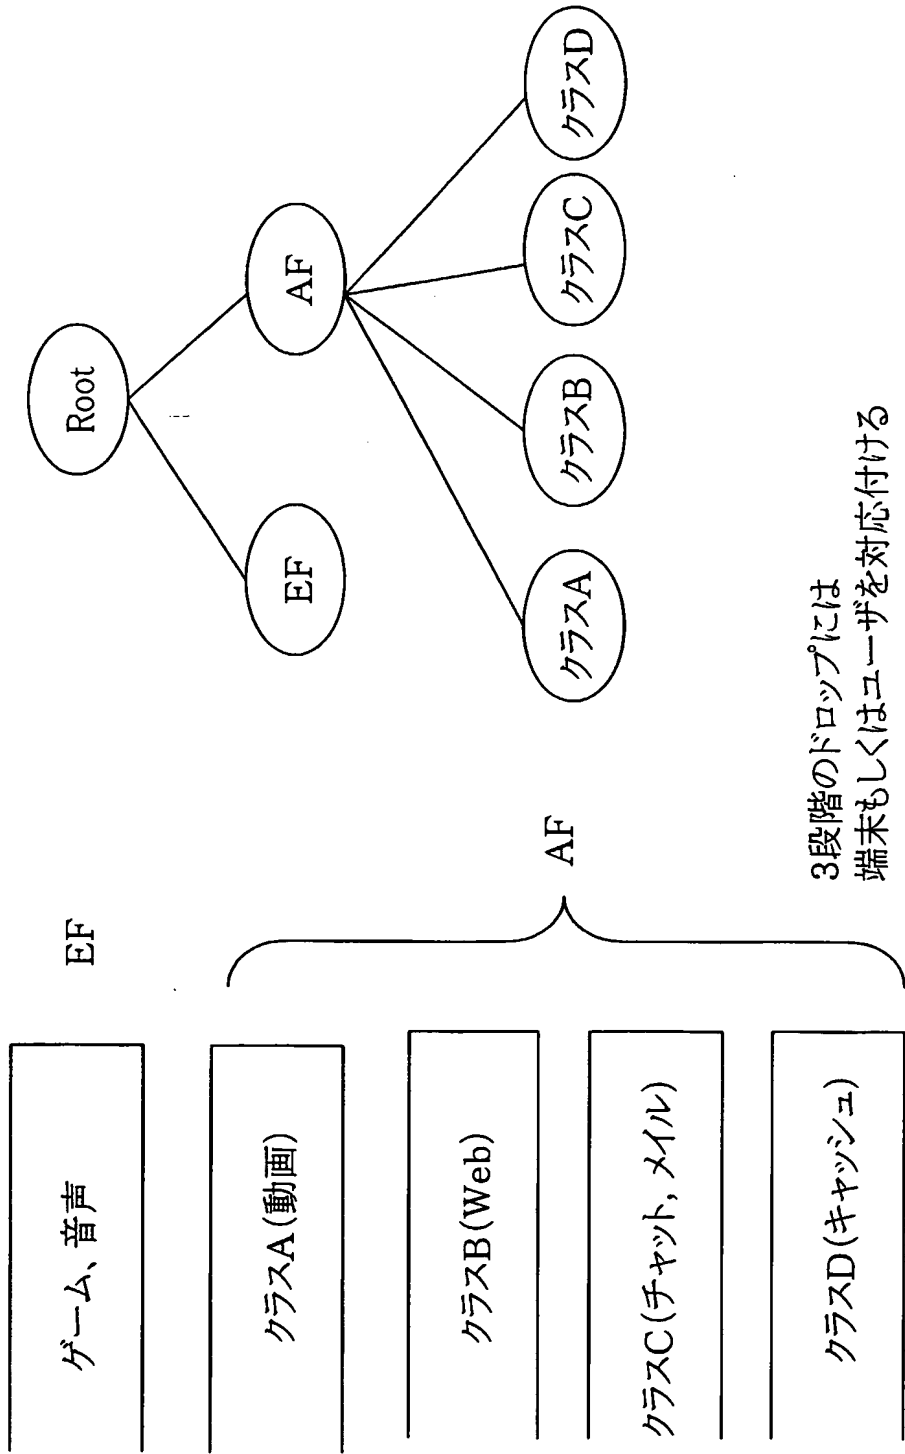 ゲーム、音声
EF
クラスA(動画)
クラスB(Web)
クラスC(チャット, メイル)
クラスD(キャッシュ)
AF
3段階のドロップには
端末もしくはユーザを対応付ける
Root
EF
AF
クラスA
クラスB
クラスC
クラスD